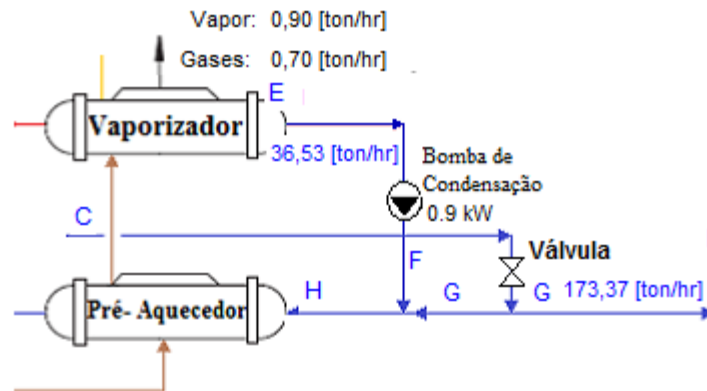 Vapor: 0,90 [ton/hr]
Gases: 0,70 [ton/hr]
E
Vaporizador
36,53 [ton/hr]
Bomba de
Condensação
0.9 kW
C
F
Válvula
H
G
G
173,37 [ton/hr]
Pré- Aquecedor